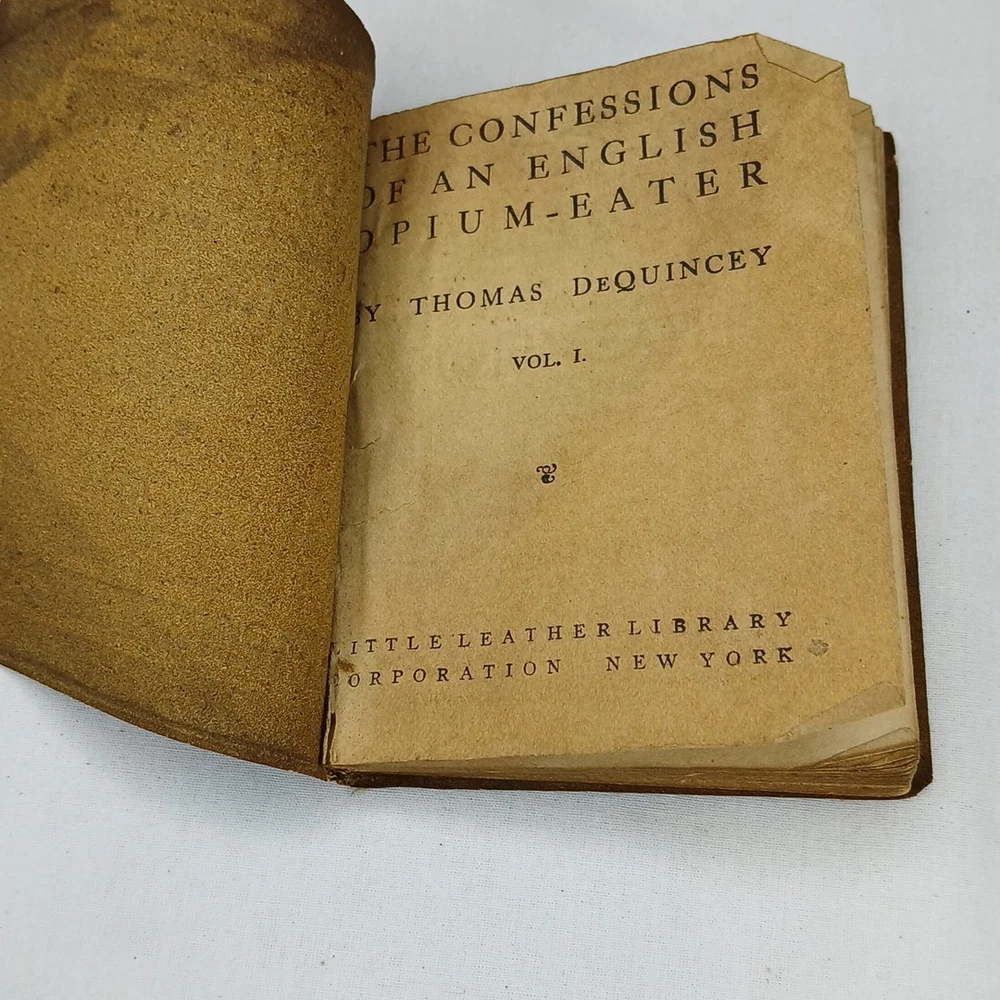 THE CONFESSIONS
OF AN ENGLISH
OPIUM-EATER
BY THOMAS DEQUINCEY
VOL. I.
LITTLE LEATHER LIBRARY
CORPORATION NEW YORK